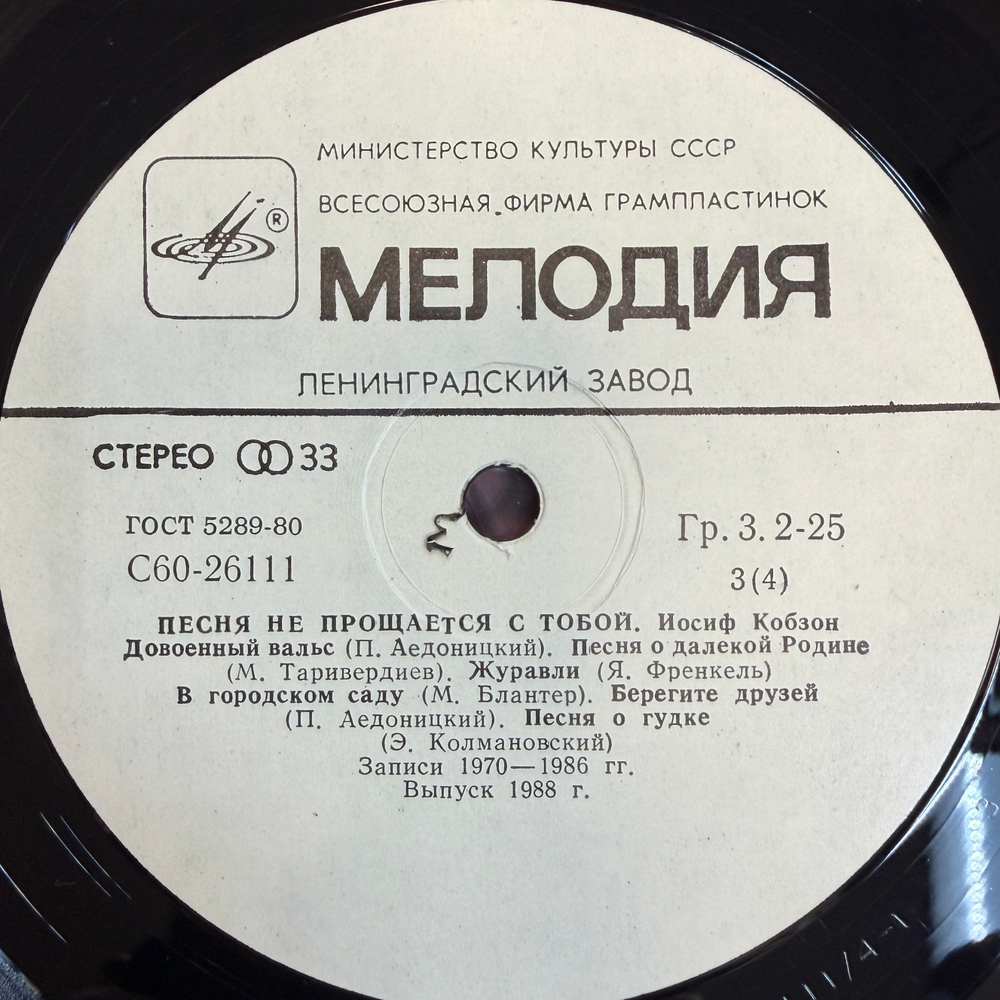 МИНИСТЕРСТВО КУЛЬТУРЫ СССР
ВСЕСОЮЗНАЯ ФИРМА ГРАМПЛАСТИНОК
®
МЕЛОДИЯ
ЛЕНИНГРАДСКИЙ ЗАВОД
СТЕРЕО 33
ГОСТ 5289-80
Гр. 3. 2-25
С60-26111
3(4)
ПЕСНЯ НЕ ПРОЩАЕТСЯ С ТОБОЙ. Иосиф Кобзон
Довоенный вальс (П. Аедоницкий). Песня о далекой Родине
(М. Таривердиев). Журавли (Я. Френкель)
В городском саду (М. Блантер). Берегите друзей
(П. Аедоницкий). Песня о гудке
(Э. Колмановский)
Записи 1970—1986 гг.
Выпуск 1988 г.